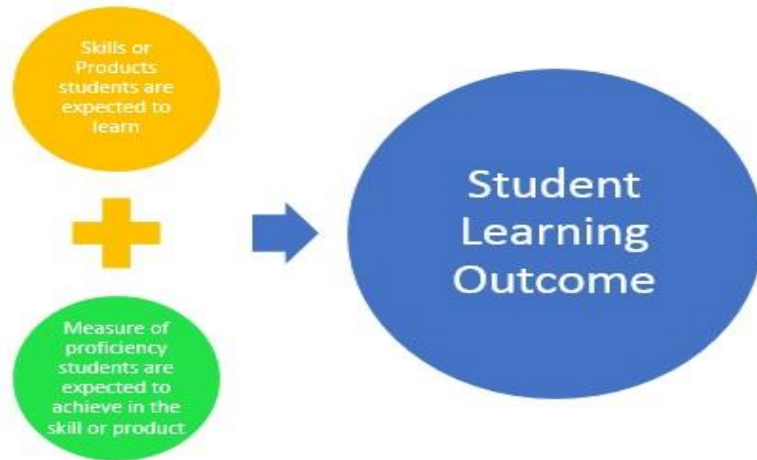 Skills or
Products
students are
expected to
learn
Measure of
proficiency
students are
expected to
achieve in the
skill or product
Student
Learning
Outcome